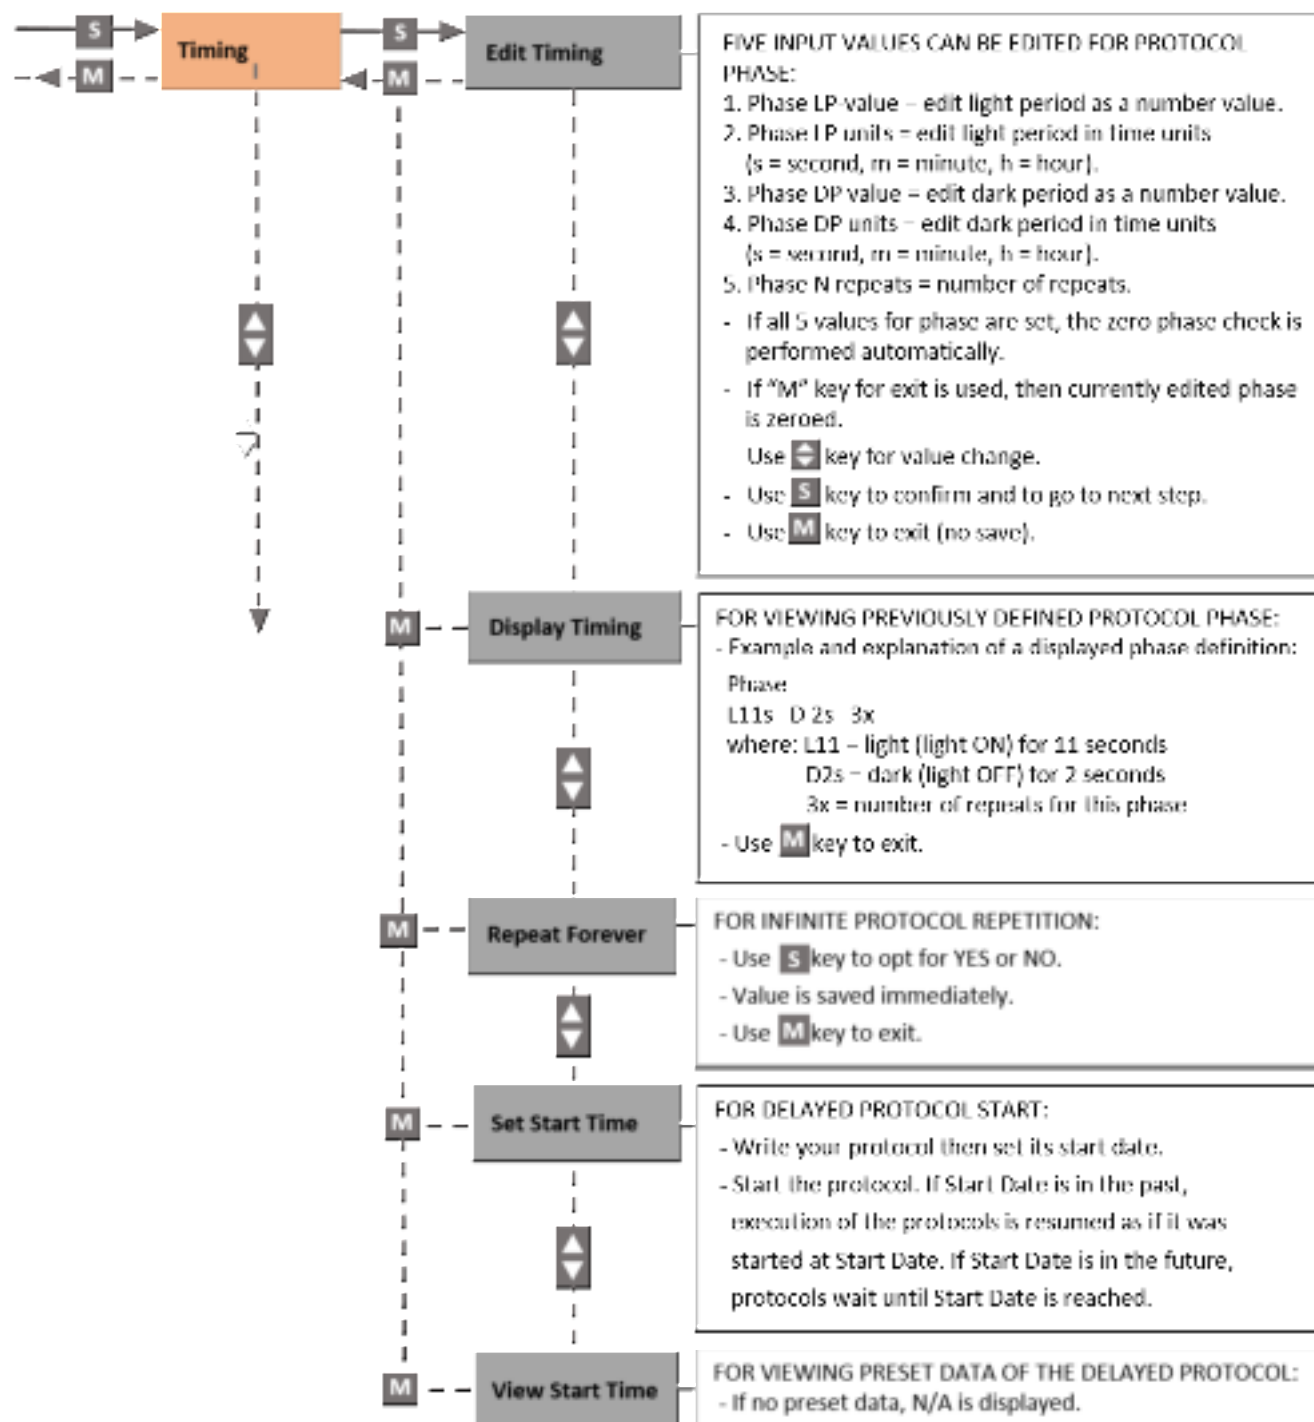 S
Timing
M
S
Edit Timing
M
FIVE INPUT VALUES CAN BE EDITED FOR PROTOCOL
PHASE:
1. Phase LP-value – edit light period as a number value.
2. Phase LP units = edit light period in time units
(s = second, m = minute, h = hour).
3. Phase DP value = edit dark period as a number value.
4. Phase DP units – edit dark period in time units
(s = second, m = minute, h = hour).
5. Phase N repeats = number of repeats.
- If all 5 values for phase are set, the zero phase check is
performed automatically.
- If “M” key for exit is used, then currently edited phase
is zeroed.
Use key for value change.
- Use S key to confirm and to go to next step.
- Use M key to exit (no save).
M
Display Timing
FOR VIEWING PREVIOUSLY DEFINED PROTOCOL PHASE:
- Example and explanation of a displayed phase definition:
Phase
L11s D 2s 3x
where: L11 – light (light ON) for 11 seconds
D2s – dark (light OFF) for 2 seconds
3x = number of repeats for this phase
- Use M key to exit.
M
Repeat Forever
FOR INFINITE PROTOCOL REPETITION:
- Use S key to opt for YES or NO.
- Value is saved immediately.
- Use M key to exit.
M
Set Start Time
FOR DELAYED PROTOCOL START:
- Write your protocol then set its start date.
- Start the protocol. If Start Date is in the past,
execution of the protocols is resumed as if it was
started at Start Date. If Start Date is in the future,
protocols wait until Start Date is reached.
M
View Start Time
FOR VIEWING PRESET DATA OF THE DELAYED PROTOCOL:
- If no preset data, N/A is displayed.